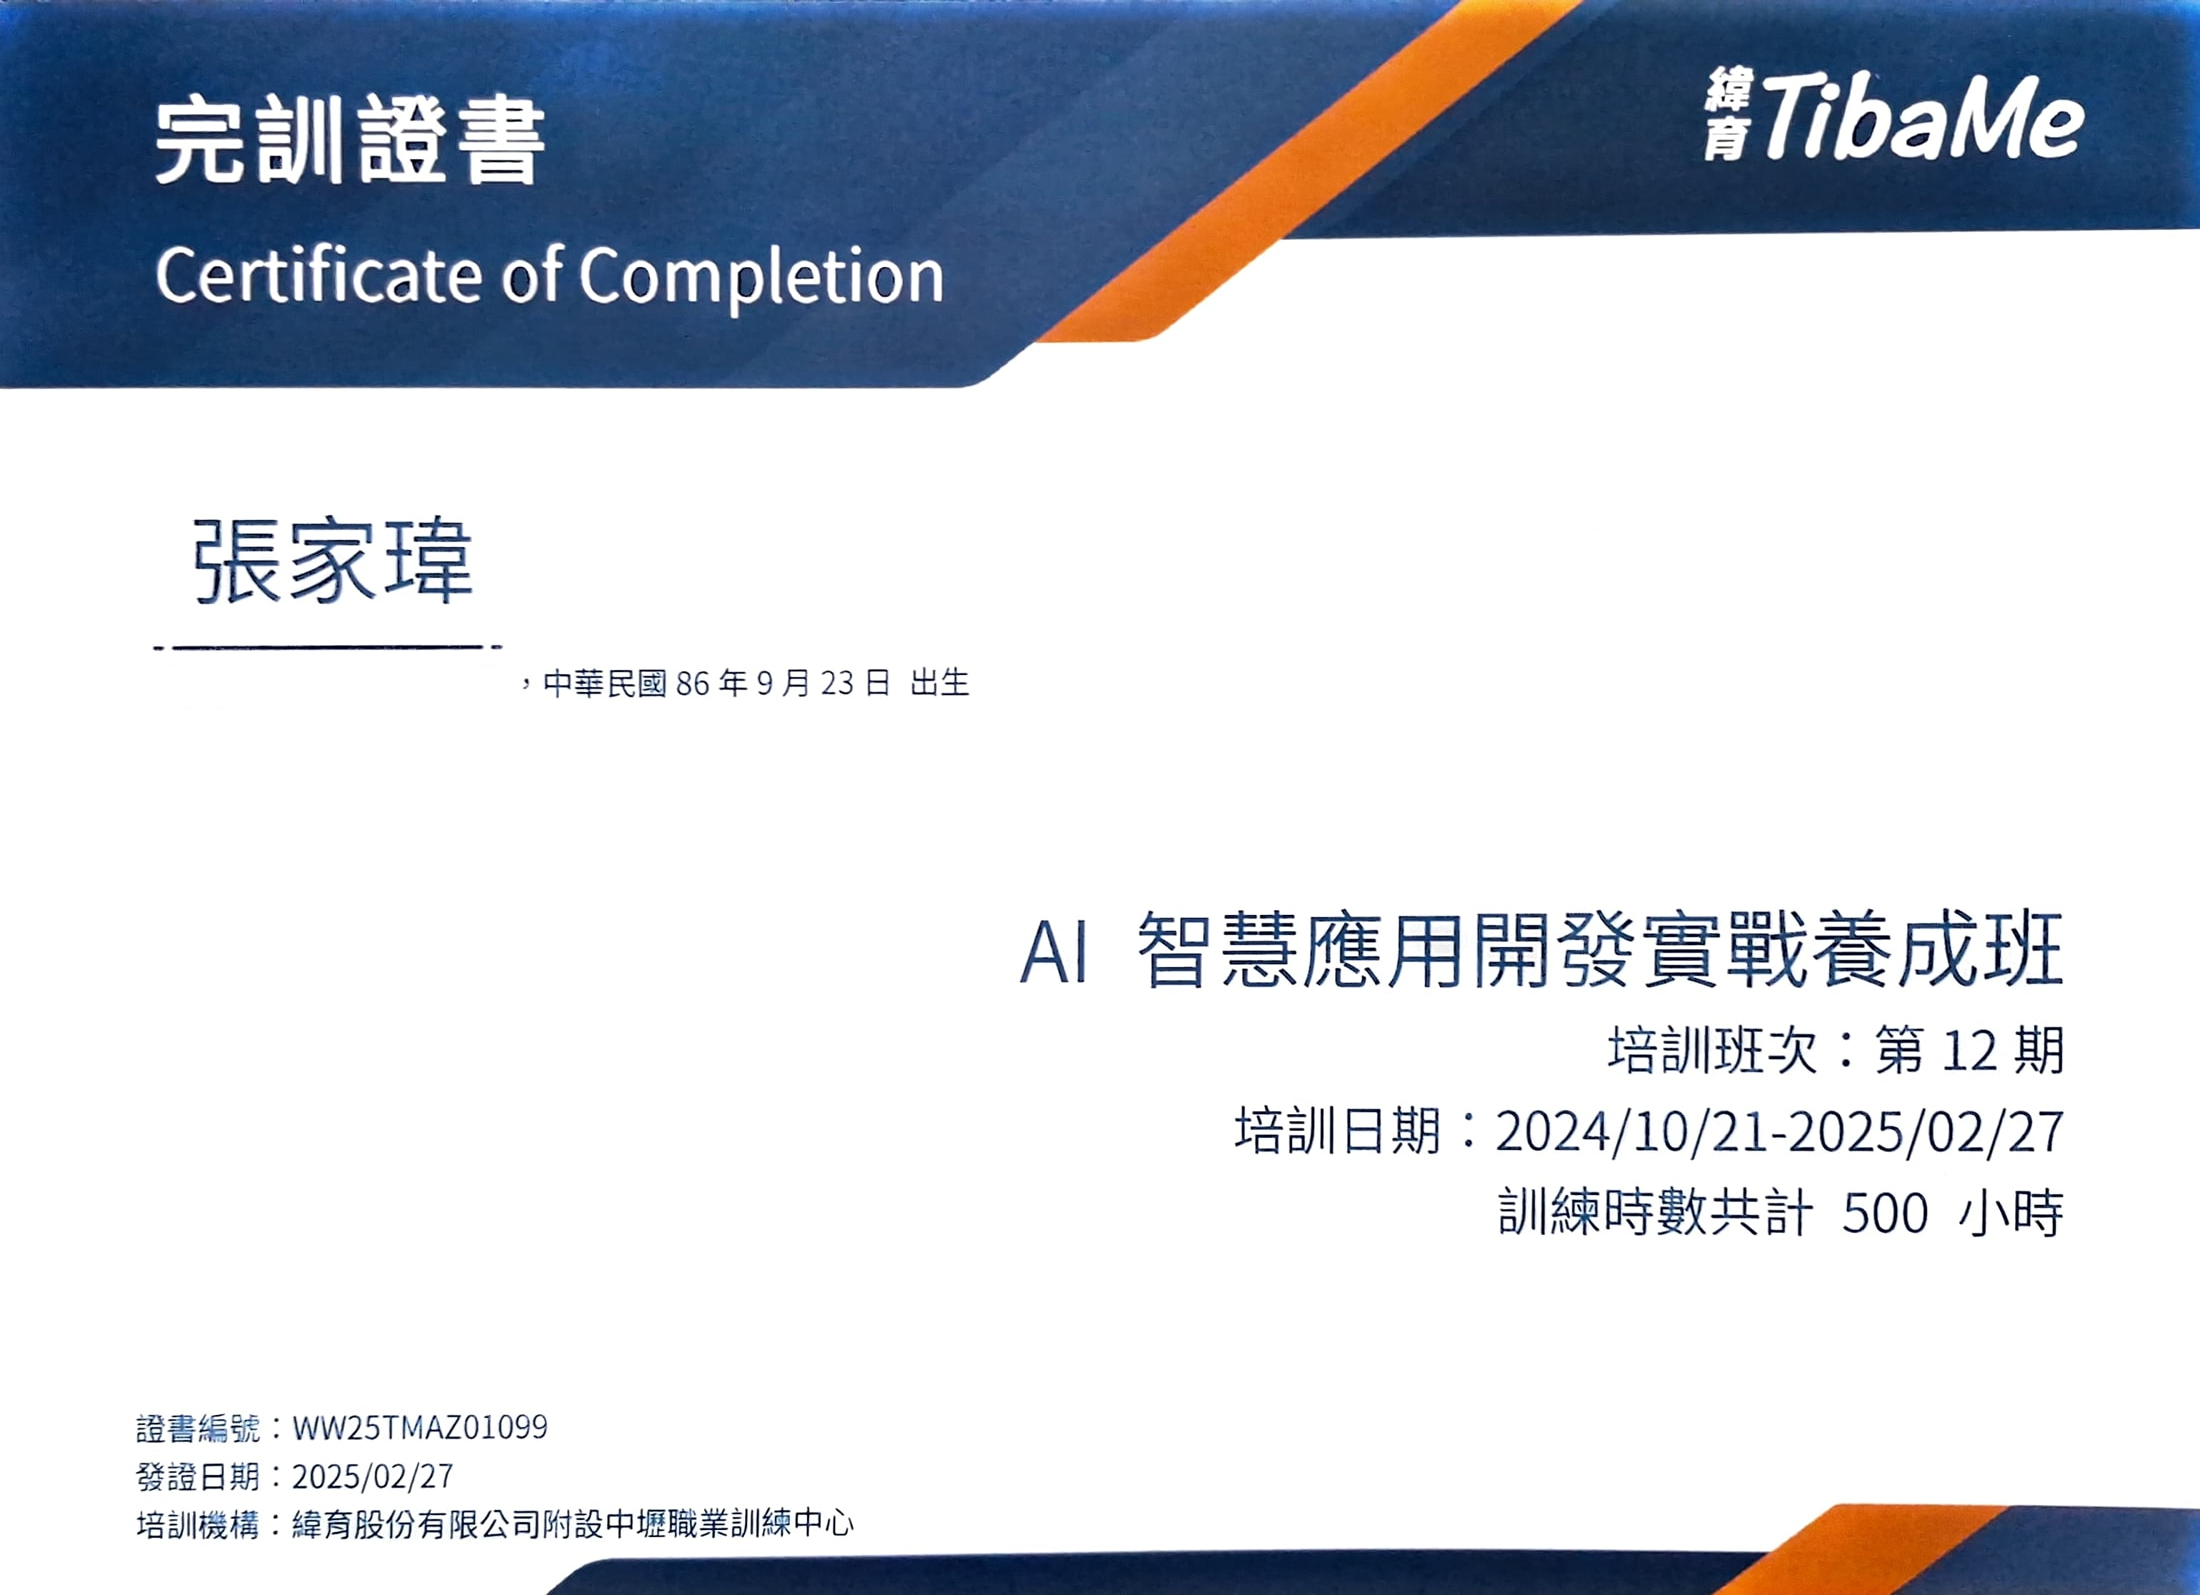 完訓證書
緯育 TibaMe
Certificate of Completion
張家瑋
，中華民國 86 年 9 月 23 日 出生
AI 智慧應用開發實戰養成班
培訓班次：第 12 期
培訓日期：2024/10/21-2025/02/27
訓練時數共計 500 小時
證書編號：WW25TMAZ01099
發證日期：2025/02/27
培訓機構：緯育股份有限公司附設中壢職業訓練中心